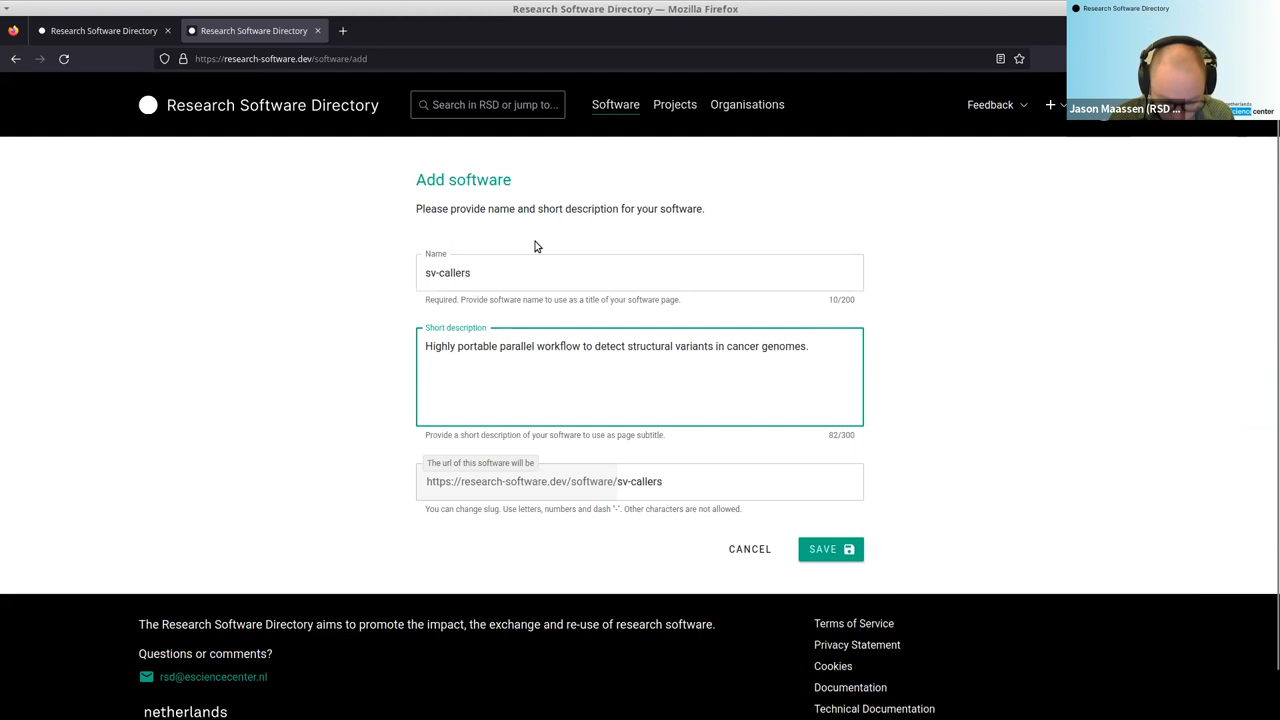 Research Software Directory — Mozilla Firefox
Research Software Directory
Research Software Directory
https://research-software.dev/software/add
Research Software Directory
Jason Maassen (RSD ...
etherlands
science center
Research Software Directory
Search in RSD or jump to...
Software
Projects
Organisations
Feedback
Add software
Please provide name and short description for your software.
Name
sv-callers
Required. Provide software name to use as a title of your software page.
10/200
Short description
Highly portable parallel workflow to detect structural variants in cancer genomes.
Provide a short description of your software to use as page subtitle.
82/300
The url of this software will be
https://research-software.dev/software/sv-callers
You can change slug. Use letters, numbers and dash "-". Other characters are not allowed.
CANCEL
SAVE
The Research Software Directory aims to promote the impact, the exchange and re-use of research software.
Questions or comments?
rsd@esciencecenter.nl
netherlands
Terms of Service
Privacy Statement
Cookies
Documentation
Technical Documentation